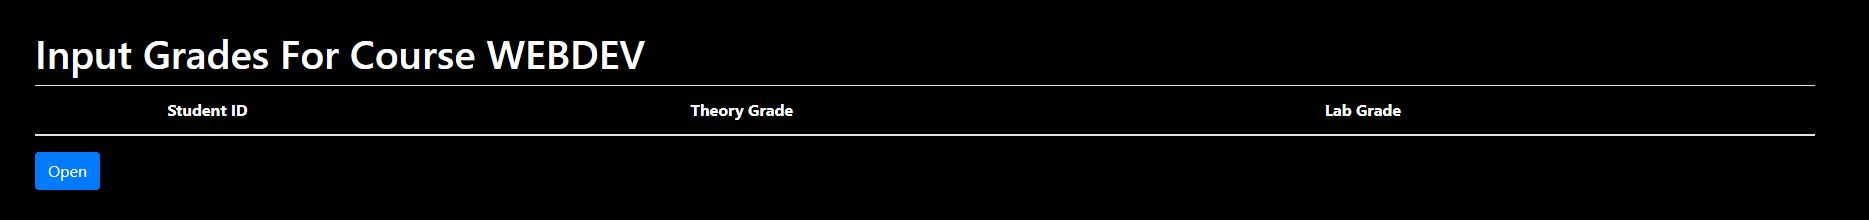 Input Grades For Course WEBDEV
Student ID Theory Grade Lab Grade
Open